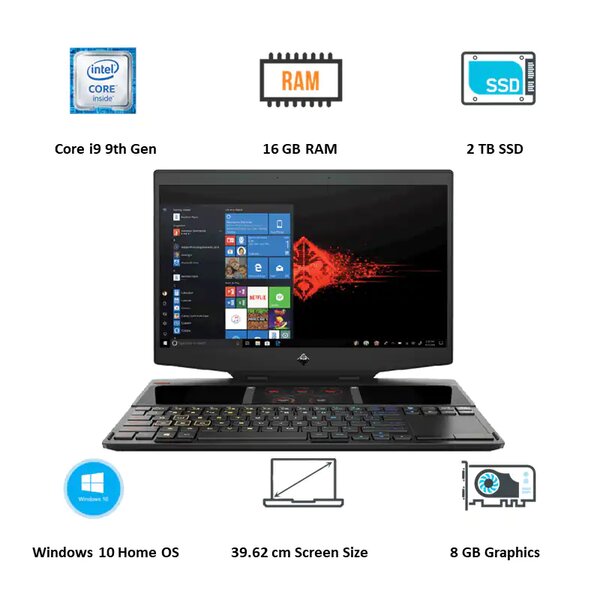 intel
CORE
inside
RAM
SSD
Core i9 9th Gen
16 GB RAM
2 TB SSD
NETFLIX
Windows 10
Windows 10 Home OS
39.62 cm Screen Size
8 GB Graphics